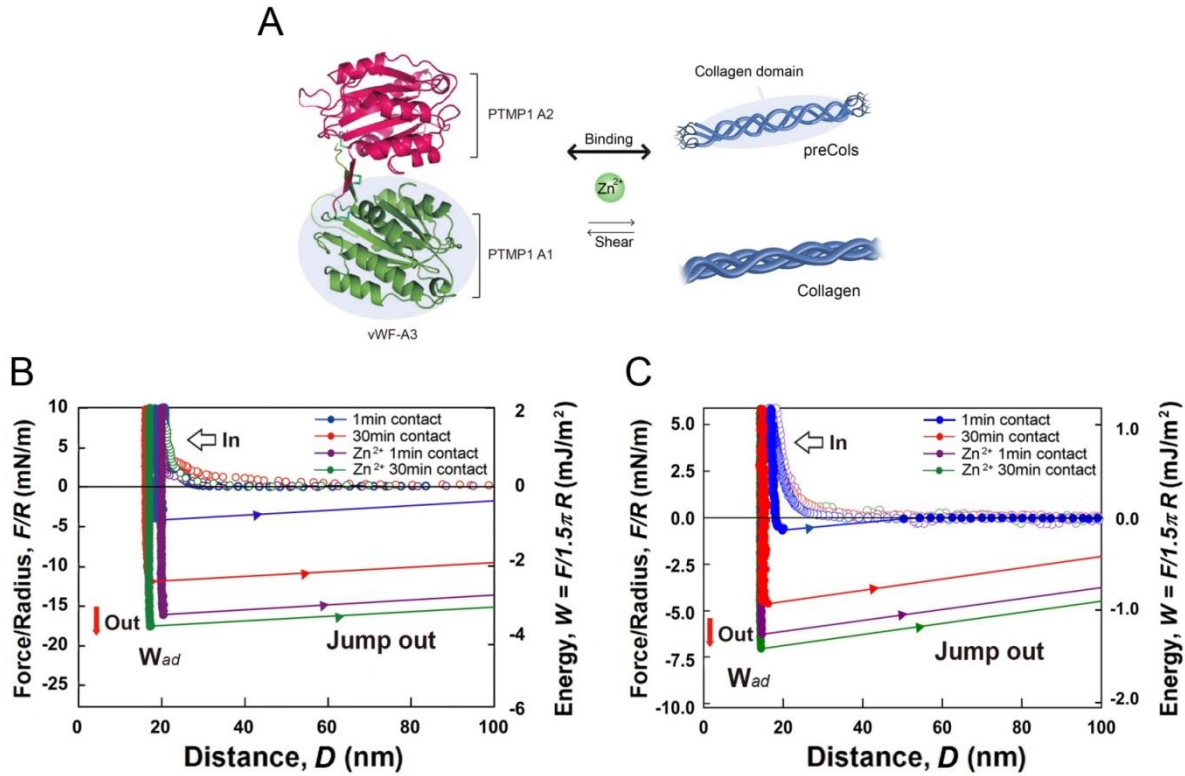 A
PTMP1 A2
PTMP1 A1
vWF-A3
Binding
Zn²⁺
Shear
Collagen domain
preCols
Collagen
B
Force/Radius, F/R (mN/m)
10
5
0
-5
-10
-15
-20
-25
In
1min contact
30min contact
Zn²⁺ 1min contact
Zn²⁺ 30min contact
Out
Wad
Jump out
0 20 40 60 80 100
Distance, D (nm)
2
0
-2
-4
-6
Energy, W = F/1.5π R (mJ/m²)
C
Force/Radius, F/R (mN/m)
5.0
2.5
0.0
-2.5
-5.0
-7.5
-10.0
In
1min contact
30min contact
Zn²⁺ 1min contact
Zn²⁺ 30min contact
Out
Wad
Jump out
0 20 40 60 80 100
Distance, D (nm)
1.0
0.0
-1.0
-2.0
Energy, W = F/1.5π R (mJ/m²)